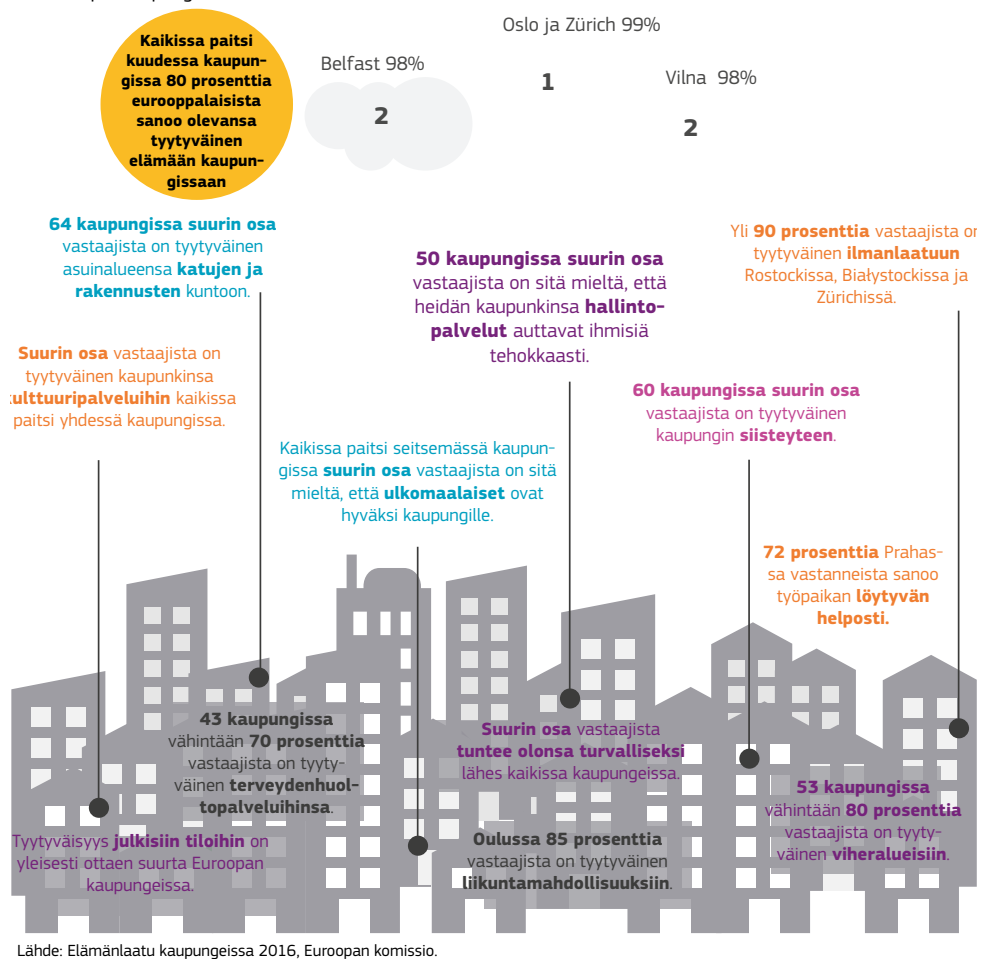 Kaikissa paitsi
kuudessa kaupun-
gissa 80 prosenttia
eurooppalaisista
sanoo olevansa
tyytyväinen
elämään kaupun-
gissaan
Belfast 98%
2
Oslo ja Zürich 99%
1
Vilna 98%
2
64 kaupungissa suurin osa
vastaajista on tyytyväinen
asuinalueensa katujen ja
rakennusten kuntoon.
50 kaupungissa suurin osa
vastaajista on sitä mieltä, että
heidän kaupunkinsa hallinto-
palvelut auttavat ihmisiä
tehokkaasti.
Yli 90 prosenttia vastaajista on
tyytyväinen ilmanlaatuun
Rostockissa, Białystockissa ja
Zürichissä.
Suurin osa vastaajista on
tyytyväinen kaupunkinsa
ulttuuripalveluihin kaikissa
paitsi yhdessä kaupungissa.
60 kaupungissa suurin osa
vastaajista on tyytyväinen
kaupungin siisteyteen.
Kaikissa paitsi seitsemässä kaupun-
gissa suurin osa vastaajista on sitä
mieltä, että ulkomaalaiset ovat
hyväksi kaupungille.
72 prosenttia Prahas-
sa vastanneista sanoo
työpaikan löytyvän
helposti.
43 kaupungissa
vähintään 70 prosenttia
vastaajista on tyyty-
väinen terveydenhuol-
topalveluihinsa.
Suurin osa vastaajista
tuntee olonsa turvalliseksi
lähes kaikissa kaupungeissa.
53 kaupungissa
vähintään 80 prosenttia
vastaajista on tyyty-
väinen viheralueisiin.
Tyytyväisyys julkisiin tiloihin on
yleisesti ottaen suurta Euroopan
kaupungeissa.
Oulussa 85 prosenttia
vastaajista on tyytyväinen
liikuntamahdollisuuksiin.
Lähde: Elämänlaatu kaupungeissa 2016, Euroopan komissio.